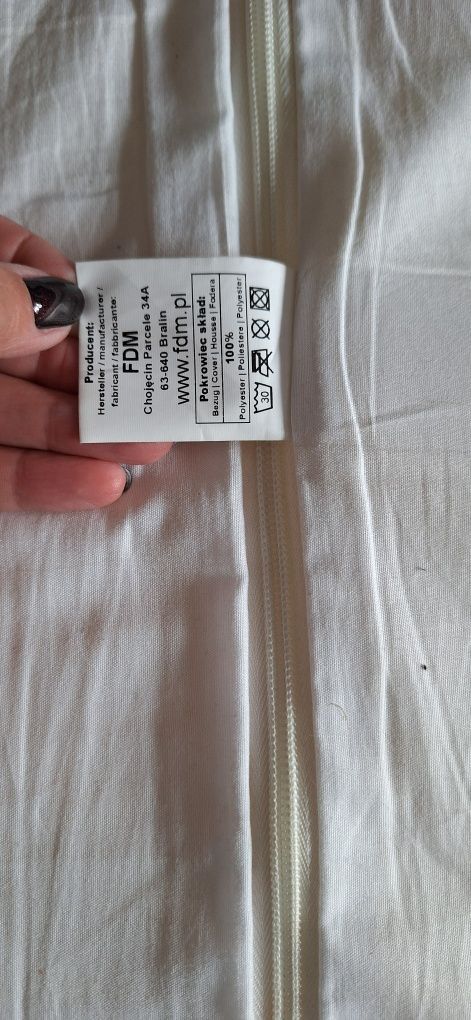 Producent:
Hersteller / manufacturer /
fabricant / fabbricante:
FDM
Chojęcin Parcele 34A
63-640 Bralin
www.fdm.pl
Pokrowiec skład:
Bezug | Cover | Housse | Fodera
100%
Polyester | Poliestere | Polyester
30